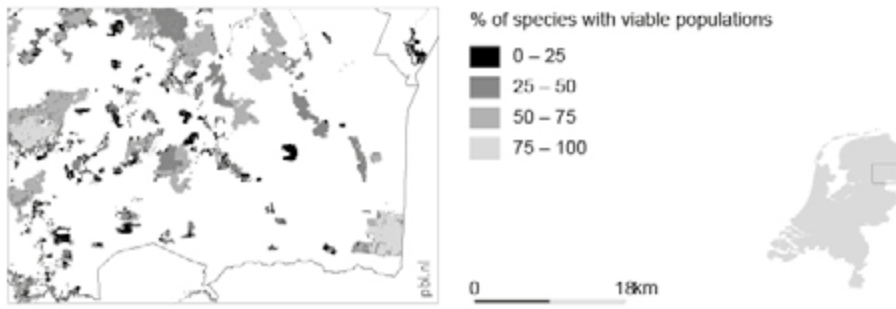 % of species with viable populations
0 – 25
25 – 50
50 – 75
75 – 100
0 18km
pbl.nl